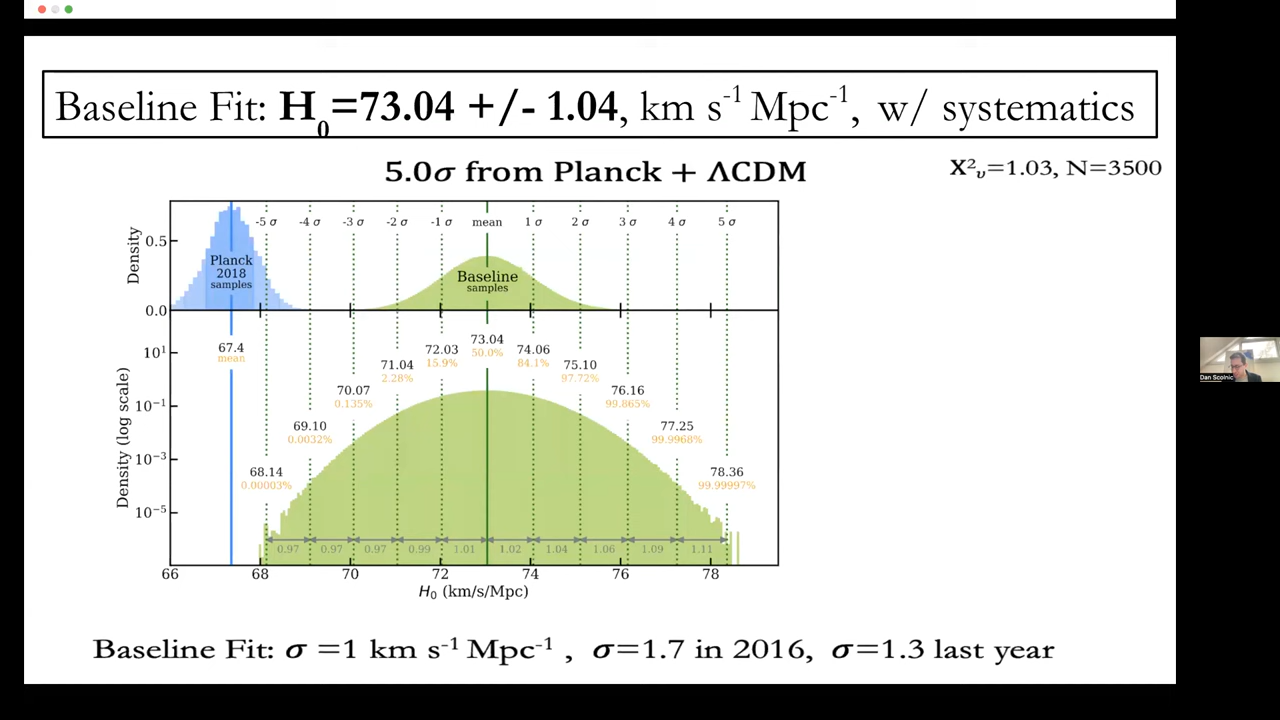 Baseline Fit: H0=73.04 +/- 1.04, km s-1 Mpc-1, w/ systematics
5.0σ from Planck + ΛCDM
Χ²υ=1.03, N=3500
-5 σ -4 σ -3 σ -2 σ -1 σ mean 1 σ 2 σ 3 σ 4 σ 5 σ
Density
0.5
0.0
Planck
2018
samples
Baseline
samples
67.4
mean
Density (log scale)
10¹
10⁻¹
10⁻³
10⁻⁵
68.14
0.00003%
69.10
0.0032%
70.07
0.135%
71.04
2.28%
72.03
15.9%
73.04
50.0%
74.06
84.1%
75.10
97.72%
76.16
99.865%
77.25
99.9968%
78.36
99.99997%
0.97 0.97 0.97 0.99 1.01 1.02 1.04 1.06 1.09 1.11
66 68 70 72 74 76 78
H0 (km/s/Mpc)
Baseline Fit: σ =1 km s-1 Mpc-1 , σ=1.7 in 2016, σ=1.3 last year
Dan Scolnic